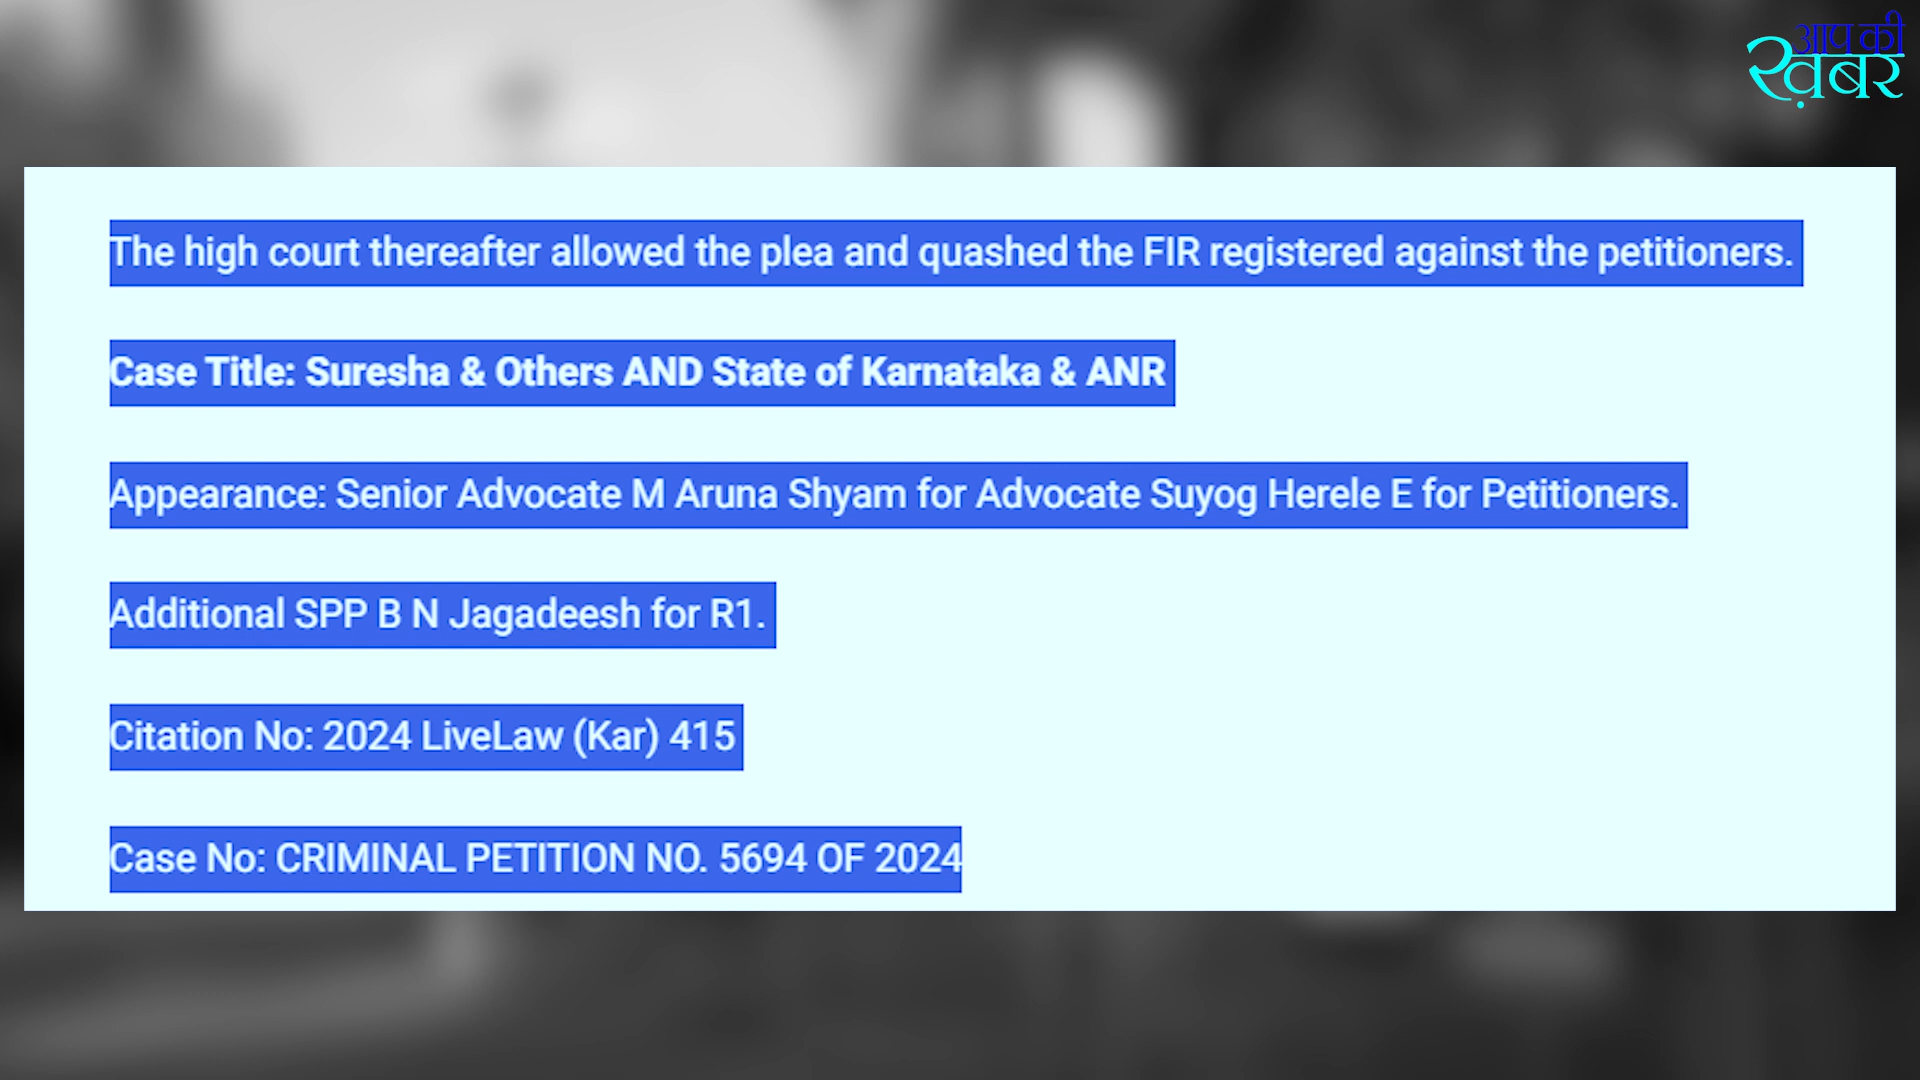 आप की
ख़बर
The high court thereafter allowed the plea and quashed the FIR registered against the petitioners.
Case Title: Suresha & Others AND State of Karnataka & ANR
Appearance: Senior Advocate M Aruna Shyam for Advocate Suyog Herele E for Petitioners.
Additional SPP B N Jagadeesh for R1.
Citation No: 2024 LiveLaw (Kar) 415
Case No: CRIMINAL PETITION NO. 5694 OF 2024